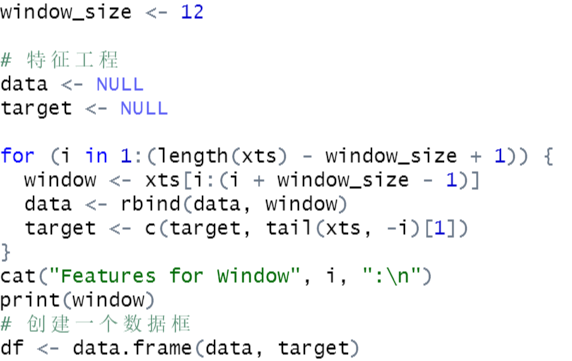 window_size <- 12

# 特征工程
data <- NULL
target <- NULL

for (i in 1:(length(xts) - window_size + 1)) {
  window <- xts[i:(i + window_size - 1)]
  data <- rbind(data, window)
  target <- c(target, tail(xts, -i)[1])
}
cat("Features for Window", i, ":\n")
print(window)
# 创建一个数据框
df <- data.frame(data, target)